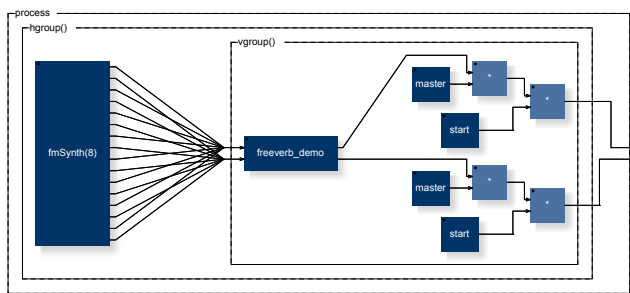 process
hgroup()
vgroup()
fmSynth(8)
freeverb_demo
master
*
*
start
master
*
*
start